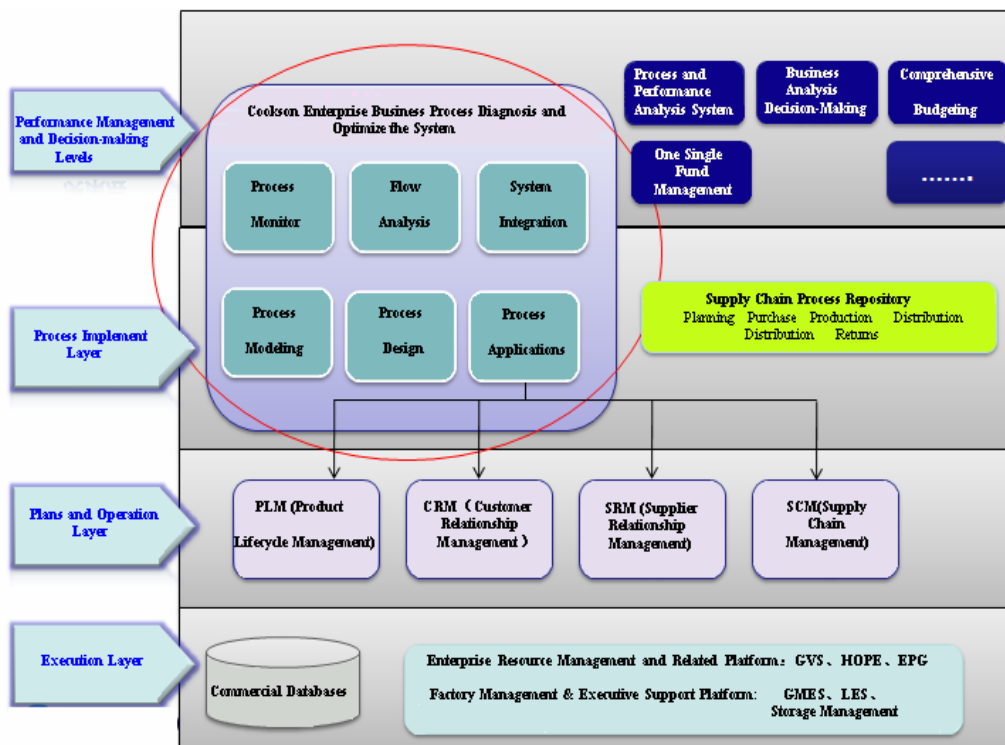 Performance Management
and Decision-making
Levels
Cookson Enterprise Business Process Diagnosis and
Optimize the System
Process
Monitor
Flow
Analysis
System
Integration
Process
Modeling
Process
Design
Process
Applications
Process and
Performance
Analysis System
Business
Analysis
Decision-Making
Comprehensive
Budgeting
One Single
Fund
Management
.......
Process Implement
Layer
Supply Chain Process Repository
Planning Purchase Production Distribution
Distribution Returns
Plans and Operation
Layer
PLM (Product
Lifecycle Management)
CRM（Customer
Relationship
Management）
SRM (Supplier
Relationship
Management)
SCM(Supply
Chain
Management)
Execution Layer
Commercial Databases
Enterprise Resource Management and Related Platform：GVS、HOPE、EPG
Factory Management & Executive Support Platform: GMES、LES、
Storage Management